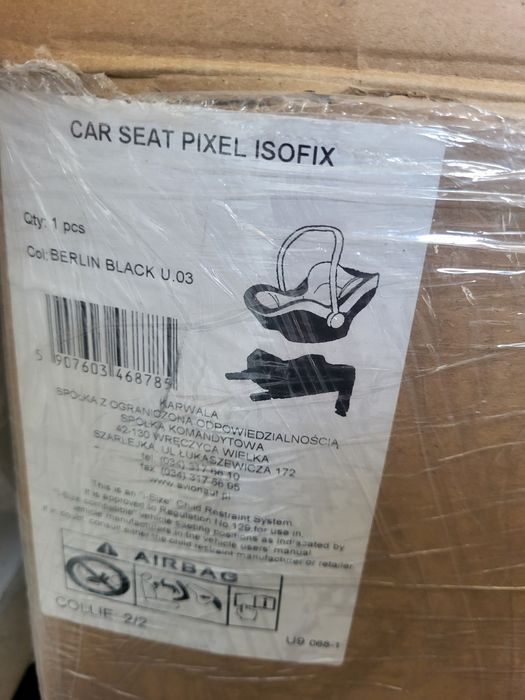 CAR SEAT PIXEL ISOFIX
Qty: 1 pcs
Col: BERLIN BLACK U.03
5 907603 468785
KARWALA
SPÓŁKA Z OGRANICZONĄ ODPOWIEDZIALNOŚCIĄ
SPÓŁKA KOMANDYTOWA
42-130 WRĘCZYCA WIELKA
SZARLEJKA, UL ŁUKASZEWICZA 172
tel. (034) 317 66 10
fax (034) 317 66 95
www.avionaut.pl
This is an "i-Size" Child Restraint System.
It is approved to Regulation No.129,for use in,
"i-Size compatible" vehicle seating positions as indicated by
vehicle manufacturers in the vehicle users' manual
If in doubt consult either the child restraint manufacturer or retailer
AIRBAG
COLLIE: 2/2
U9 068-1